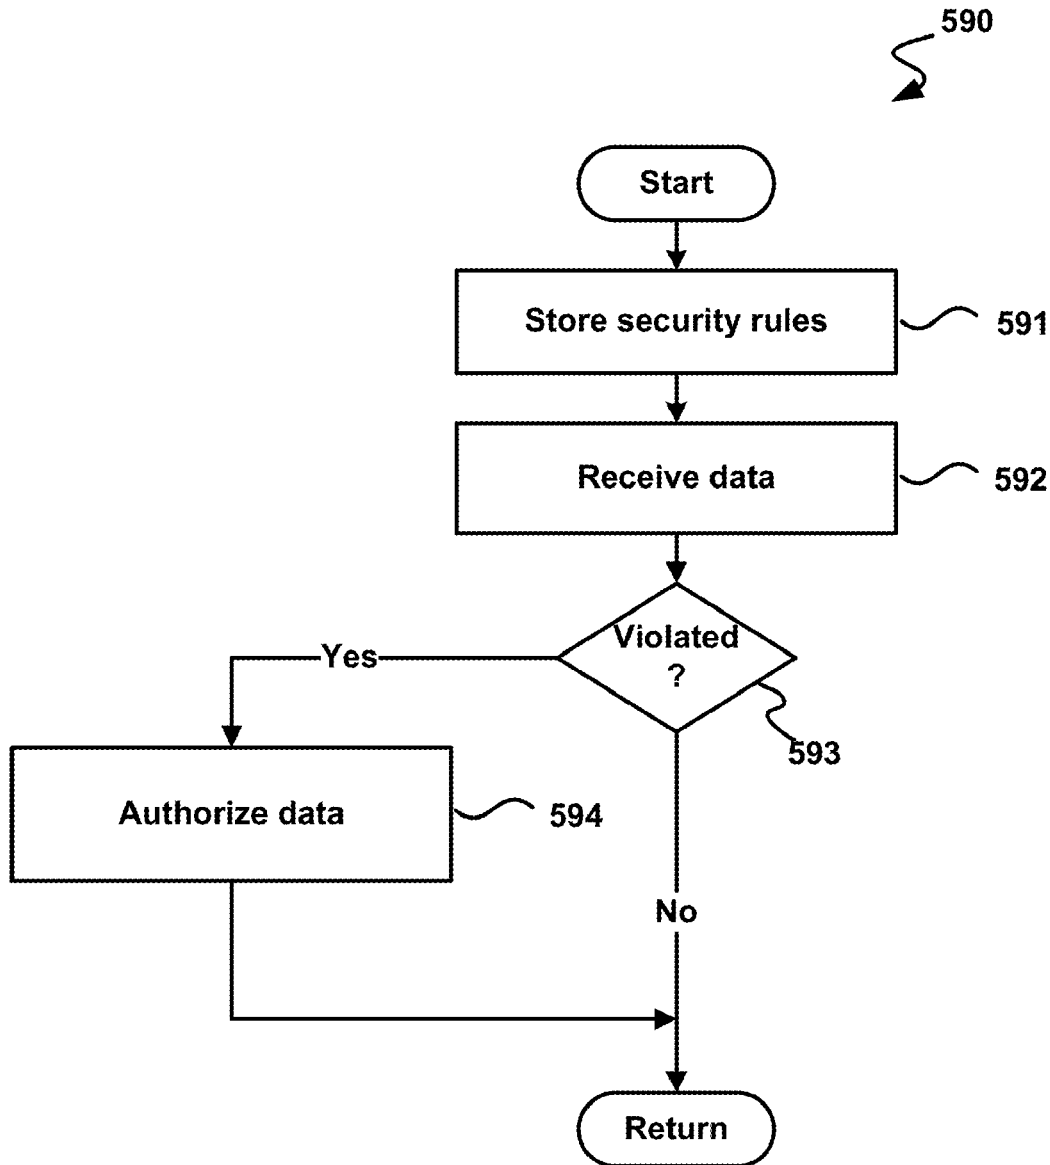 590
Start
Store security rules
591
Receive data
592
Violated
?
Yes
593
Authorize data
594
No
Return